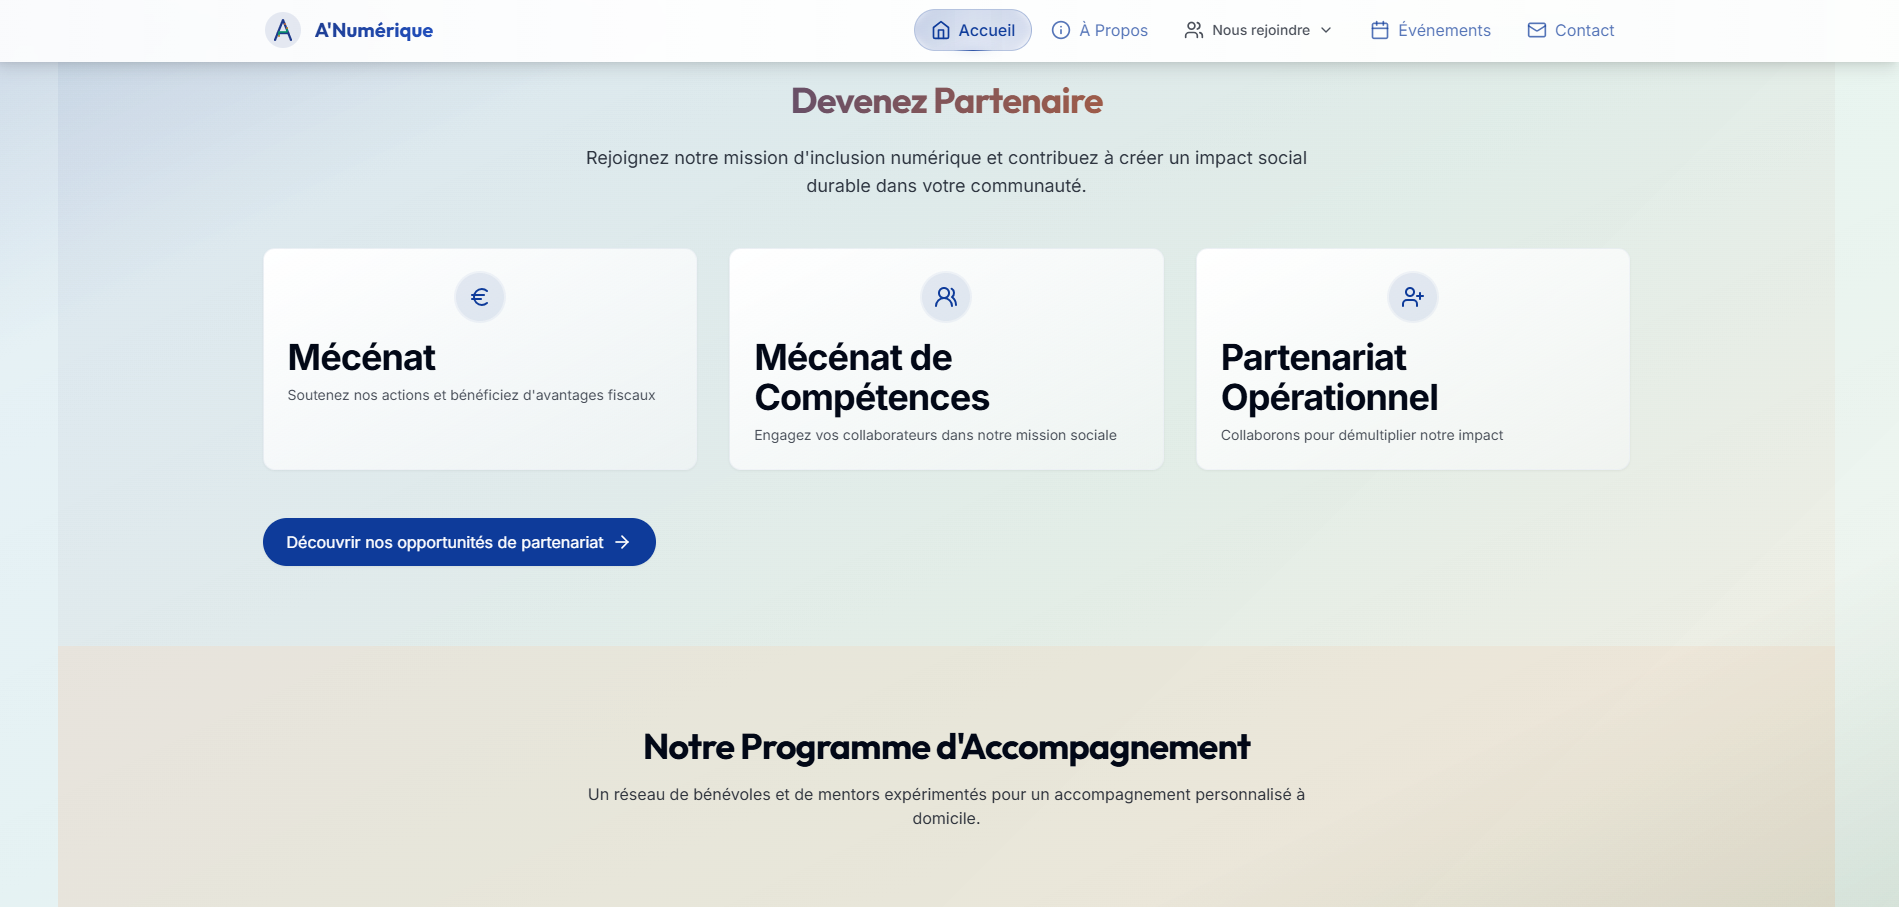 A'Numérique
Accueil
À Propos
Nous rejoindre
Événements
Contact
Devenez Partenaire
Rejoignez notre mission d'inclusion numérique et contribuez à créer un impact social
durable dans votre communauté.
Mécénat
Soutenez nos actions et bénéficiez d'avantages fiscaux
Mécénat de
Compétences
Engagez vos collaborateurs dans notre mission sociale
Partenariat
Opérationnel
Collaborons pour démultiplier notre impact
Découvrir nos opportunités de partenariat
Notre Programme d'Accompagnement
Un réseau de bénévoles et de mentors expérimentés pour un accompagnement personnalisé à
domicile.